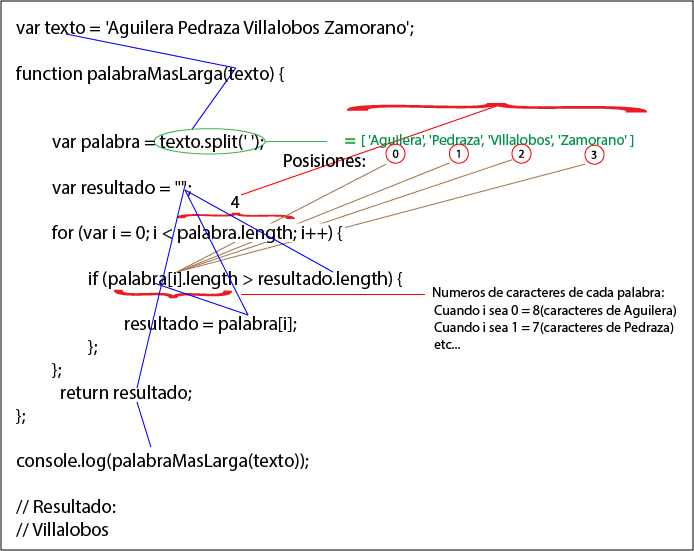 var texto = 'Aguilera Pedraza Villalobos Zamorano';
function palabraMasLarga(texto) {
var palabra = texto.split(' '); = [ 'Aguilera', 'Pedraza', 'Villalobos', 'Zamorano' ]
Posisiones: 0 1 2 3
var resultado = "";
4
for (var i = 0; i < palabra.length; i++) {
if (palabra[i].length > resultado.length) {
Numeros de caracteres de cada palabra:
Cuando i sea 0 = 8(caracteres de Aguilera)
Cuando i sea 1 = 7(caracteres de Pedraza)
etc...
resultado = palabra[i];
};
};
return resultado;
};
console.log(palabraMasLarga(texto));
// Resultado:
// Villalobos